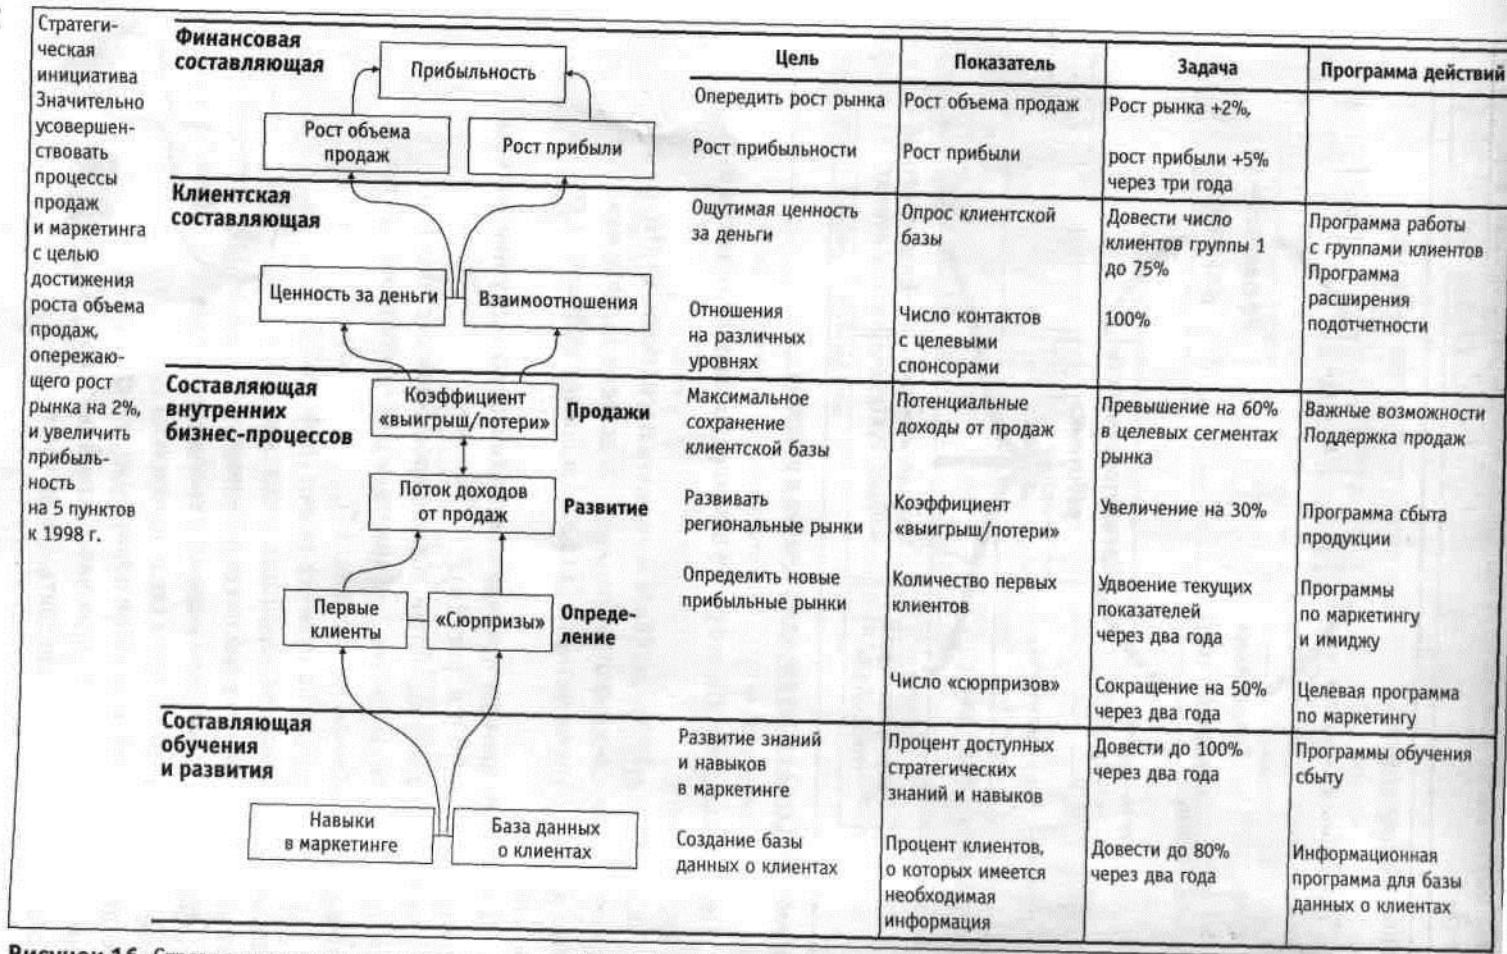 Стратеги-
ческая
инициатива
Значительно
усовершен-
ствовать
процессы
продаж
и маркетинга
с целью
достижения
роста объема
продаж,
опережаю-
щего рост
рынка на 2%,
и увеличить
прибыль-
ность
на 5 пунктов
к 1998 г.
Финансовая
составляющая
Прибыльность
Рост объема
продаж
Рост прибыли
Клиентская
составляющая
Ценность за деньги
Взаимоотношения
Составляющая
внутренних
бизнес-процессов
Коэффициент
«выигрыш/потери»
Продажи
Поток доходов
от продаж
Развитие
Первые
клиенты
«Сюрпризы»
Опреде-
ление
Составляющая
обучения
и развития
Навыки
в маркетинге
База данных
о клиентах
Цель
Показатель
Задача
Программа действий
Опередить рост рынка
Рост объема продаж
Рост рынка +2%,
Рост прибыльности
Рост прибыли
рост прибыли +5%
через три года
Ощутимая ценность
за деньги
Опрос клиентской
базы
Довести число
клиентов группы 1
до 75%
Программа работы
с группами клиентов
Программа
расширения
подотчетности
Отношения
на различных
уровнях
Число контактов
с целевыми
спонсорами
100%
Максимальное
сохранение
клиентской базы
Потенциальные
доходы от продаж
Превышение на 60%
в целевых сегментах
рынка
Важные возможности
Поддержка продаж
Развивать
региональные рынки
Коэффициент
«выигрыш/потери»
Увеличение на 30%
Программа сбыта
продукции
Определить новые
прибыльные рынки
Количество первых
клиентов
Удвоение текущих
показателей
через два года
Программы
по маркетингу
и имиджу
Число «сюрпризов»
Сокращение на 50%
через два года
Целевая программа
по маркетингу
Развитие знаний
и навыков
в маркетинге
Процент доступных
стратегических
знаний и навыков
Довести до 100%
через два года
Программы обучения
сбыту
Создание базы
данных о клиентах
Процент клиентов,
о которых имеется
необходимая
информация
Довести до 80%
через два года
Информационная
программа для базы
данных о клиентах
Рисунок 16.